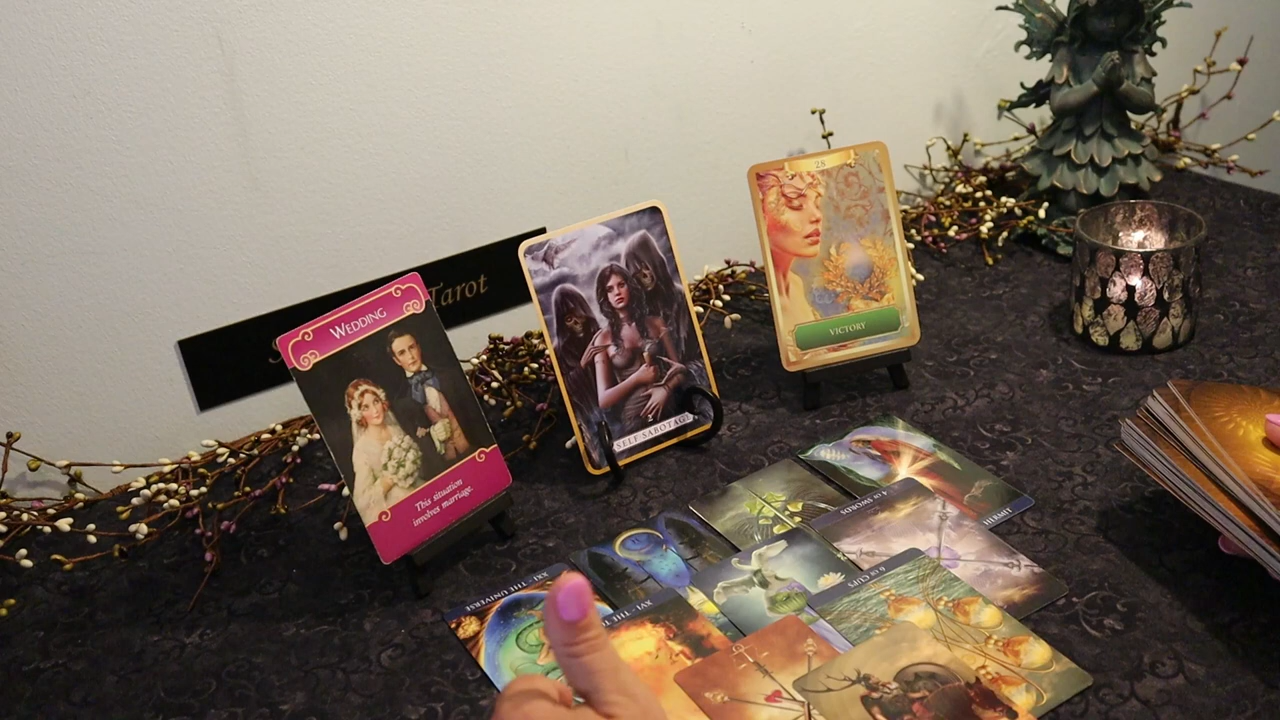 Tarot
WEDDING
This situation
involves marriage.
SELF-SABOTAGE
28
VICTORY
HERMIT
4 OF SWORDS
6 OF CUPS
XXI - THE UNIVERSE
XVI - THE